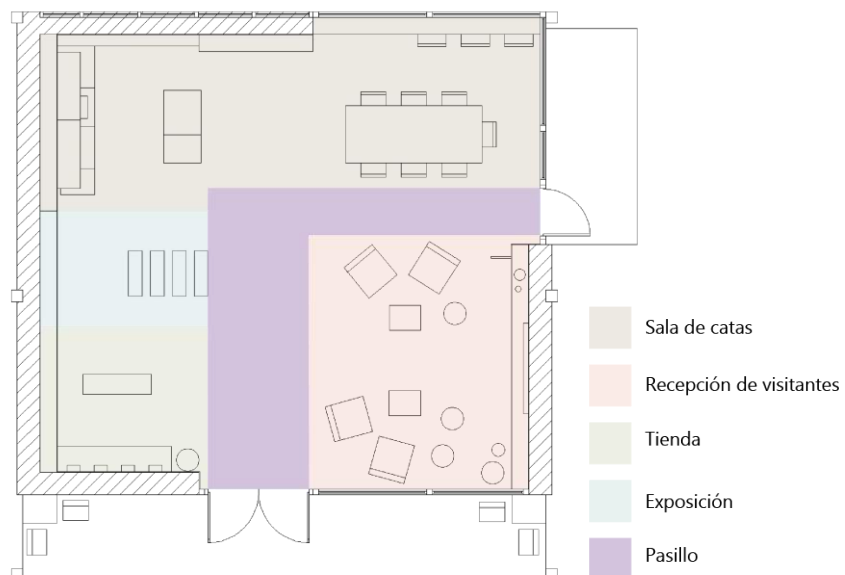 Sala de catas
Recepción de visitantes
Tienda
Exposición
Pasillo